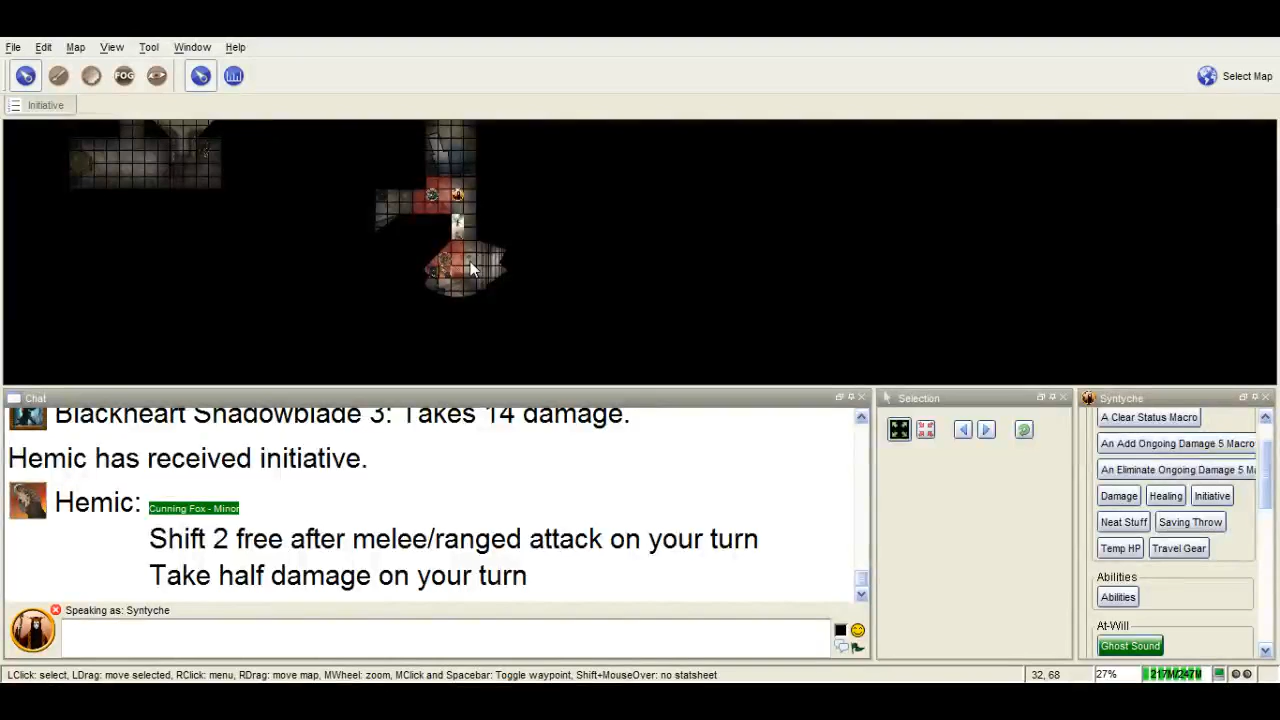 File Edit Map View Tool Window Help
FOG
Select Map
Initiative
Chat
Selection
Syntyche
Blackheart Shadowblade 3: Takes 14 damage.
Hemic has received initiative.
Hemic: Cunning Fox - Minor
Shift 2 free after melee/ranged attack on your turn
Take half damage on your turn
A Clear Status Macro
An Add Ongoing Damage 5 Macro
An Eliminate Ongoing Damage 5 Ma
Damage Healing Initiative
Neat Stuff Saving Throw
Temp HP Travel Gear
Abilities
Abilities
At-Will
Ghost Sound
Speaking as: Syntyche
LClick: select, LDrag: move selected, RClick: menu, RDrag: move map, MWheel: zoom, MClick and Spacebar: Toggle waypoint, Shift+MouseOver: no statsheet
32, 68
27%
217M/247M